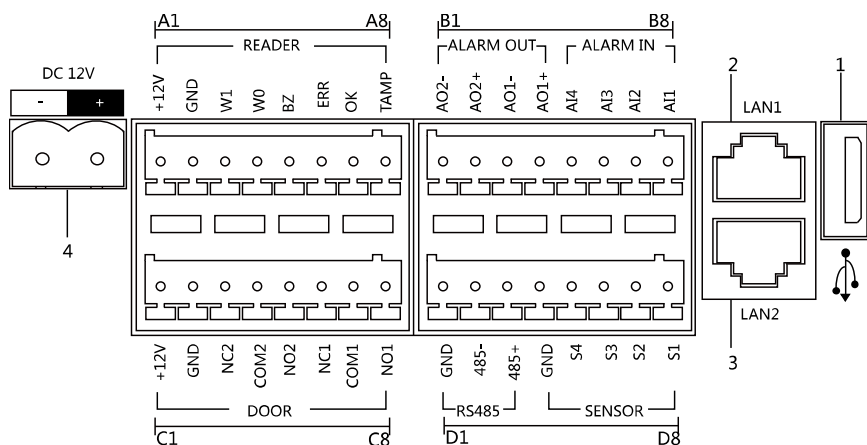 A1 A8 B1 B8
READER ALARM OUT ALARM IN
2 1
DC 12V
- +
+12V GND W1 W0 BZ ERR OK TAMP
AO2- AO2+ AO1- AO1+ AI4 AI3 AI2 AI1
LAN1
4
LAN2
3
+12V GND NC2 COM2 NO2 NC1 COM1 NO1
GND 485- 485+ GND S4 S3 S2 S1
DOOR RS485 SENSOR
C1 C8 D1 D8